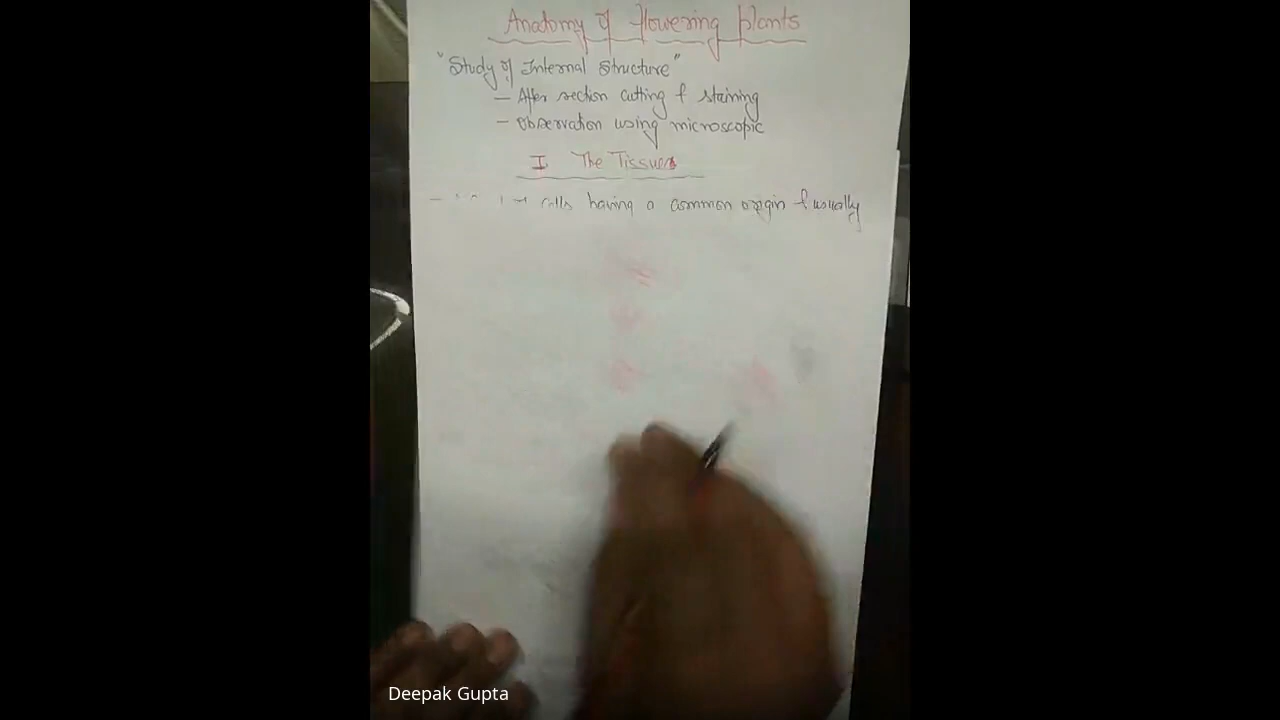 Anatomy of flowering plants
"Study of Internal Structure"
- After section cutting & staining
- Observation using microscopic
I. The Tissues
- cells having a common origin & usually
Deepak Gupta